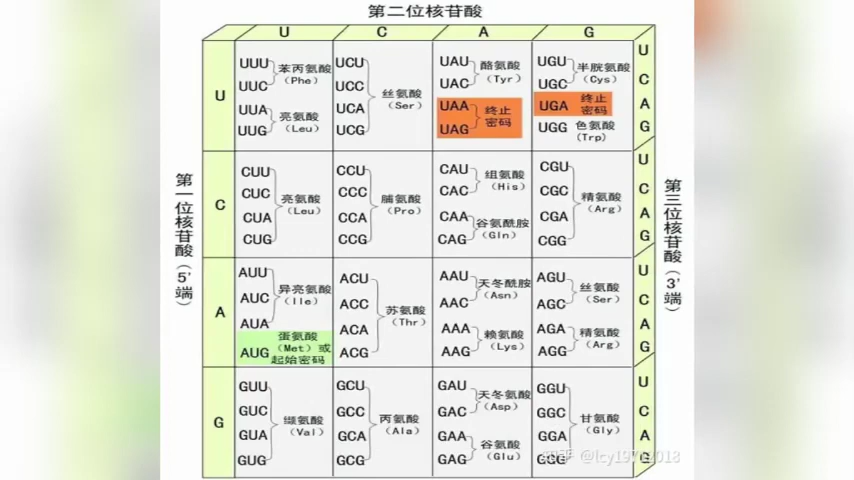 第二位核苷酸
U C A G
第一位核苷酸（5'端）
第三位核苷酸（3'端）
U
UUU
UUC
苯丙氨酸
（Phe）
UUA
UUG
亮氨酸
（Leu）
UCU
UCC
UCA
UCG
丝氨酸
（Ser）
UAU
UAC
酪氨酸
（Tyr）
UAA
UAG
终止
密码
UGU
UGC
半胱氨酸
（Cys）
UGA
终止
密码
UGG
色氨酸
（Trp）
U
C
A
G
C
CUU
CUC
CUA
CUG
亮氨酸
（Leu）
CCU
CCC
CCA
CCG
脯氨酸
（Pro）
CAU
CAC
组氨酸
（His）
CAA
CAG
谷氨酰胺
（Gln）
CGU
CGC
CGA
CGG
精氨酸
（Arg）
U
C
A
G
A
AUU
AUC
AUA
异亮氨酸
（Ile）
AUG
蛋氨酸
（Met）或
起始密码
ACU
ACC
ACA
ACG
苏氨酸
（Thr）
AAU
AAC
天冬酰胺
（Asn）
AAA
AAG
赖氨酸
（Lys）
AGU
AGC
丝氨酸
（Ser）
AGA
AGG
精氨酸
（Arg）
U
C
A
G
G
GUU
GUC
GUA
GUG
缬氨酸
（Val）
GCU
GCC
GCA
GCG
丙氨酸
（Ala）
GAU
GAC
天冬氨酸
（Asp）
GAA
GAG
谷氨酸
（Glu）
GGU
GGC
GGA
GGG
甘氨酸
（Gly）
U
C
A
G